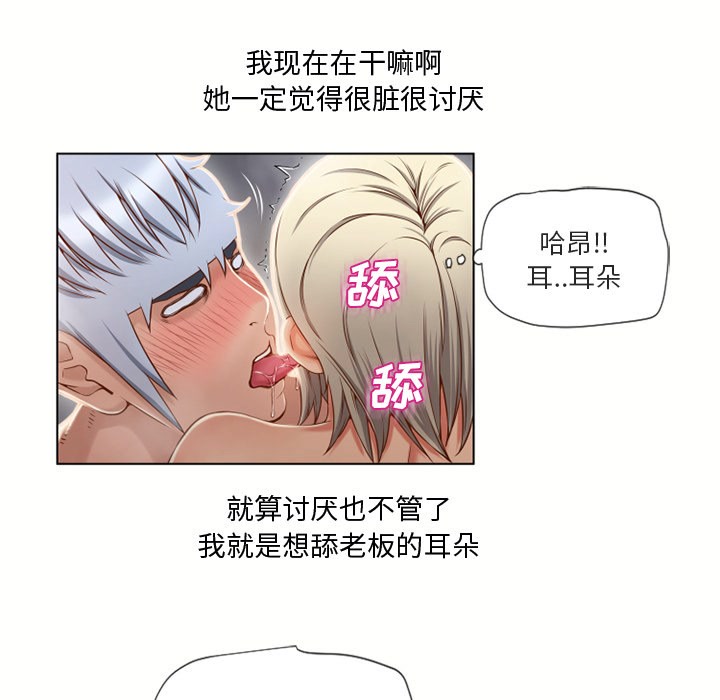 我现在在干嘛啊
她一定觉得很脏很讨厌
哈昂!!
耳..耳朵
舔
舔
就算讨厌也不管了
我就是想舔老板的耳朵